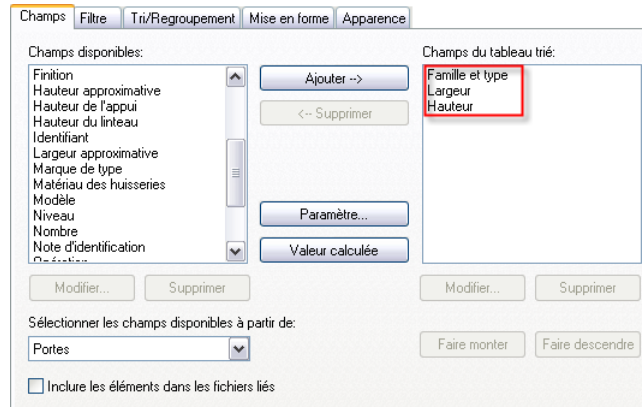 Champs Filtre Tri/Regroupement Mise en forme Apparence
Champs disponibles:
Finition
Hauteur approximative
Hauteur de l'appui
Hauteur du linteau
Identifiant
Largeur approximative
Marque de type
Matériau des huisseries
Modèle
Niveau
Nombre
Note d'identification
Ajouter -->
<-- Supprimer
Paramètre...
Valeur calculée
Champs du tableau trié:
Famille et type
Largeur
Hauteur
Modifier... Supprimer
Modifier... Supprimer
Sélectionner les champs disponibles à partir de:
Portes
Faire monter Faire descendre
Inclure les éléments dans les fichiers liés